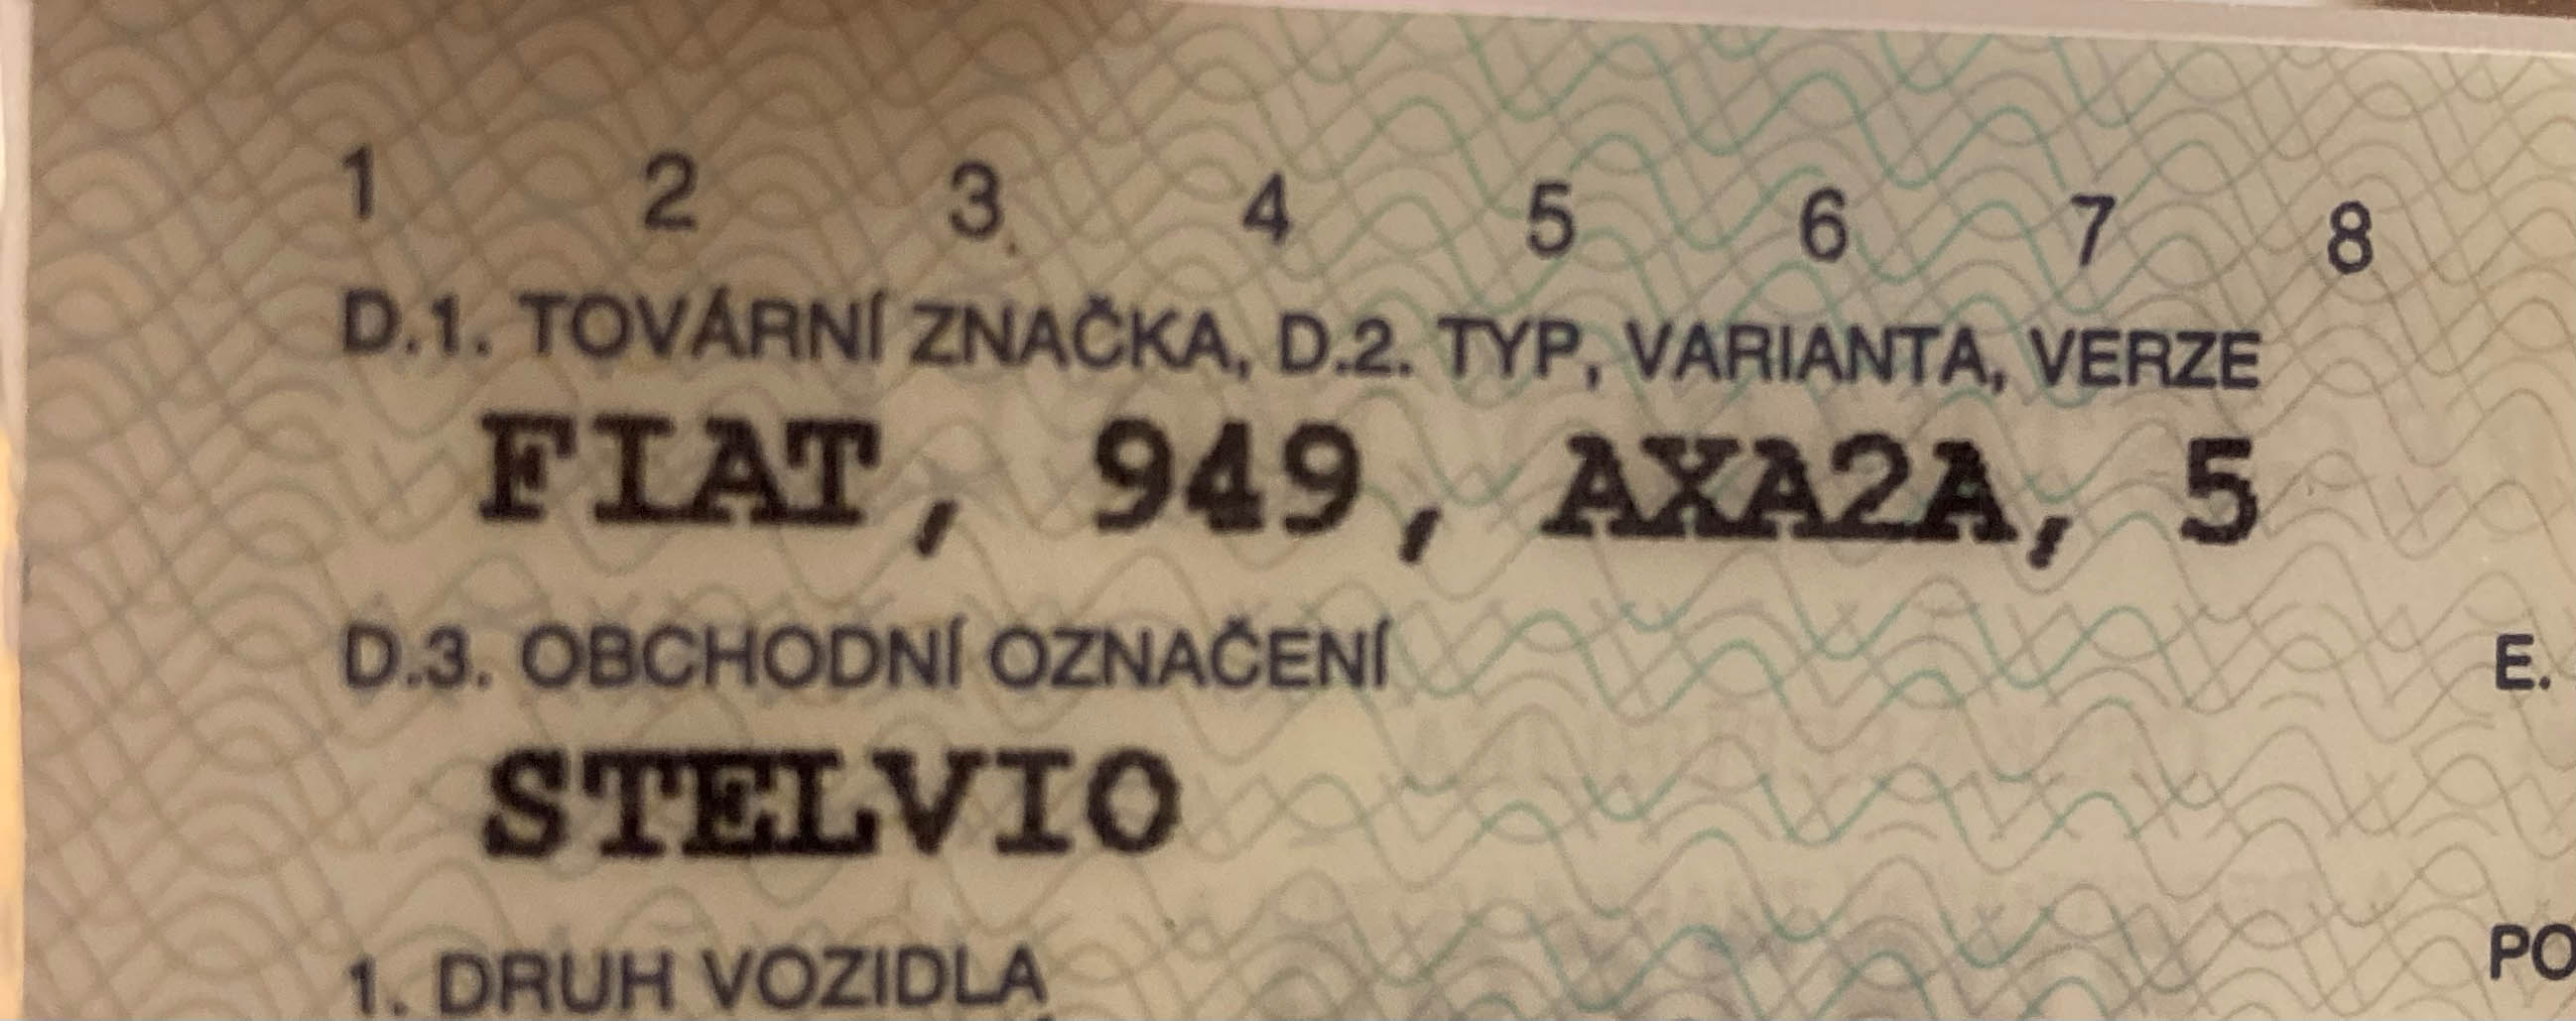 1 2 3 4 5 6 7 8
D.1. TOVÁRNÍ ZNAČKA, D.2. TYP, VARIANTA, VERZE
FIAT, 949, AXA2A, 5
D.3. OBCHODNÍ OZNAČENÍ
E.
STELVIO
1. DRUH VOZIDLA
PO